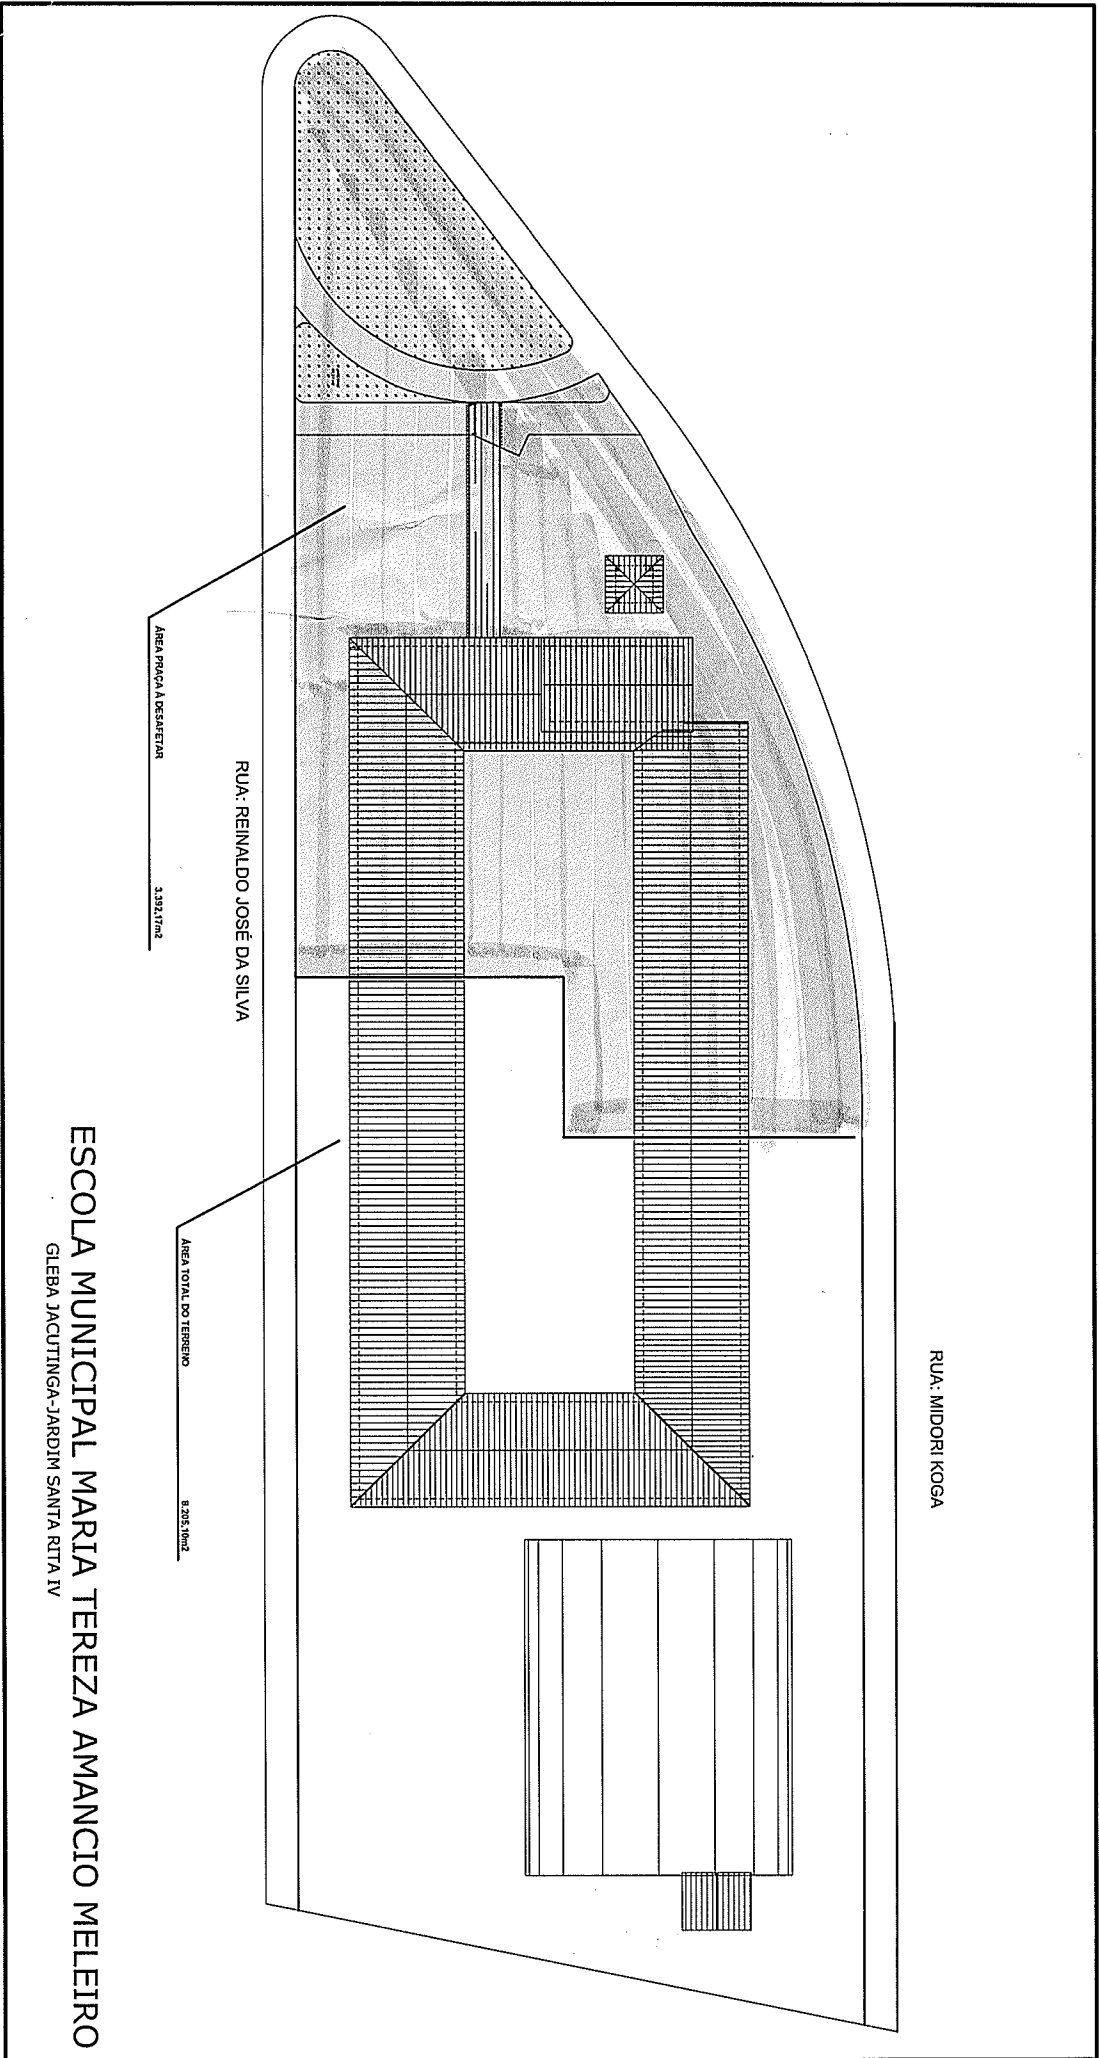 RUA: MIDORI KOGA
RUA: REINALDO JOSÉ DA SILVA
ÁREA PRAÇA À DESAFETAR 3.392,17m2
ÁREA TOTAL DO TERRENO 8.205,10m2
ESCOLA MUNICIPAL MARIA TEREZA AMANCIO MELEIRO
GLEBA JACUTINGA-JARDIM SANTA RITA IV